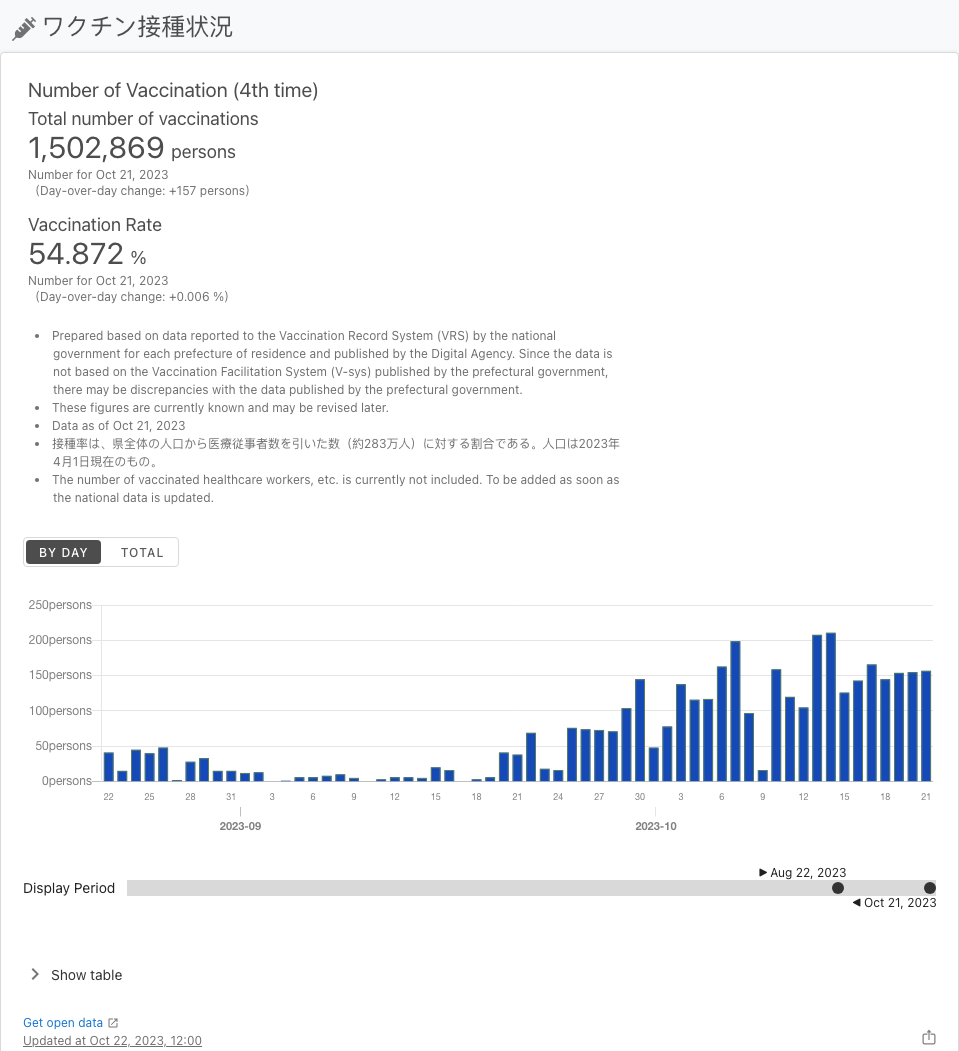 ワクチン接種状況
Number of Vaccination (4th time)
Total number of vaccinations
1,502,869 persons
Number for Oct 21, 2023
（Day-over-day change: +157 persons）
Vaccination Rate
54.872 %
Number for Oct 21, 2023
（Day-over-day change: +0.006 %）
• Prepared based on data reported to the Vaccination Record System (VRS) by the national
government for each prefecture of residence and published by the Digital Agency. Since the data is
not based on the Vaccination Facilitation System (V-sys) published by the prefectural government,
there may be discrepancies with the data published by the prefectural government.
• These figures are currently known and may be revised later.
• Data as of Oct 21, 2023
• 接種率は、県全体の人口から医療従事者数を引いた数（約283万人）に対する割合である。人口は2023年
4月1日現在のもの。
• The number of vaccinated healthcare workers, etc. is currently not included. To be added as soon as
the national data is updated.
BY DAY TOTAL
250persons
200persons
150persons
100persons
50persons
0persons
22 25 28 31 3 6 9 12 15 18 21 24 27 30 3 6 9 12 15 18 21
2023-09 2023-10
Aug 22, 2023
Display Period
Oct 21, 2023
Show table
Get open data
Updated at Oct 22, 2023, 12:00